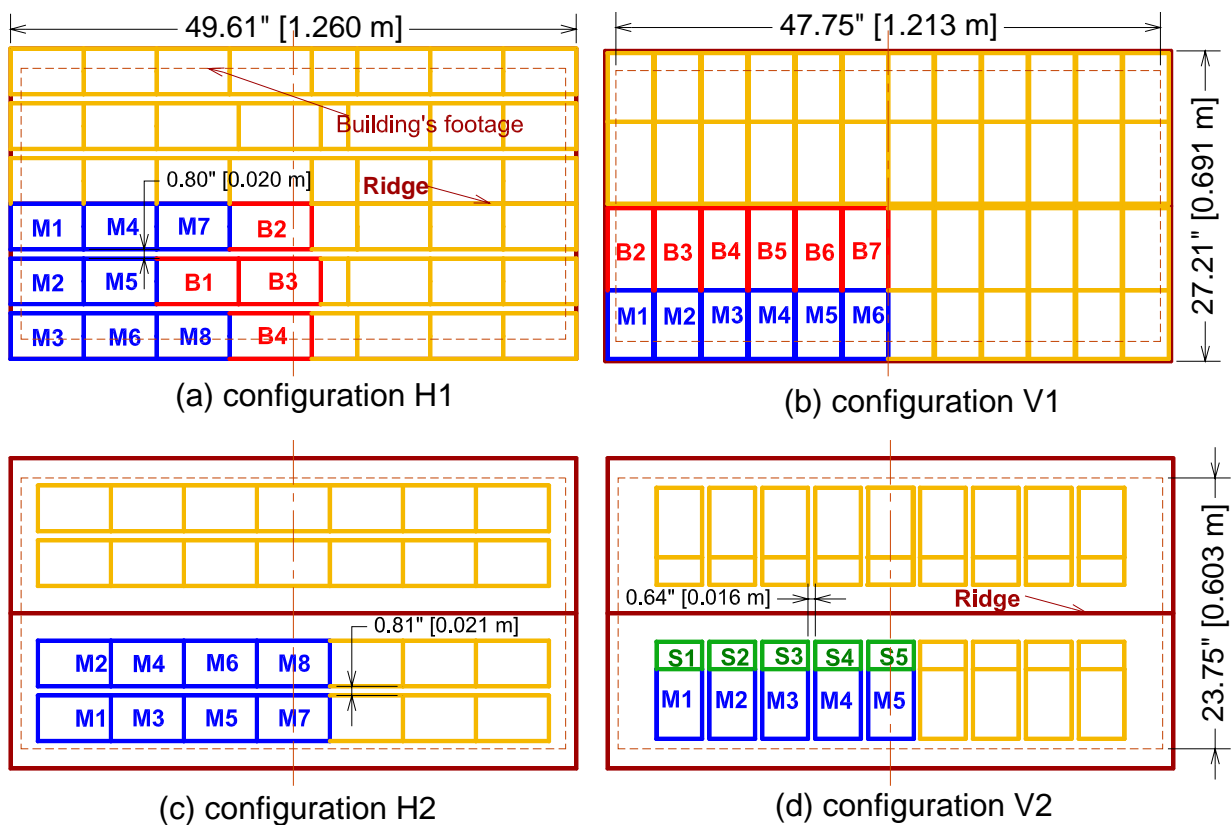 49.61" [1.260 m]
Building's footage
0.80" [0.020 m]
Ridge
M1 M4 M7 B2
M2 M5 B1 B3
M3 M6 M8 B4
(a) configuration H1
47.75" [1.213 m]
27.21" [0.691 m]
B2 B3 B4 B5 B6 B7
M1 M2 M3 M4 M5 M6
(b) configuration V1
0.81" [0.021 m]
M2 M4 M6 M8
M1 M3 M5 M7
(c) configuration H2
0.64" [0.016 m]
Ridge
23.75" [0.603 m]
S1 S2 S3 S4 S5
M1 M2 M3 M4 M5
(d) configuration V2